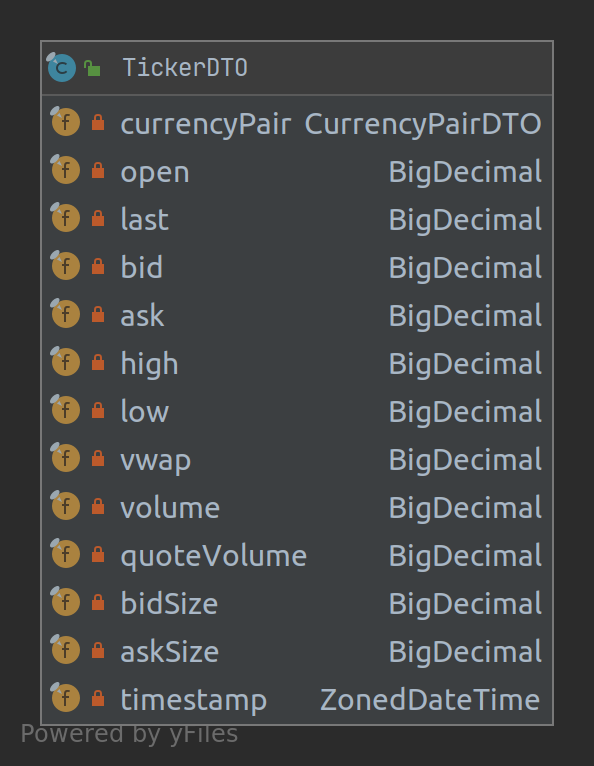 TickerDTO
currencyPair CurrencyPairDTO
open BigDecimal
last BigDecimal
bid BigDecimal
ask BigDecimal
high BigDecimal
low BigDecimal
vwap BigDecimal
volume BigDecimal
quoteVolume BigDecimal
bidSize BigDecimal
askSize BigDecimal
timestamp ZonedDateTime
Powered by yFiles